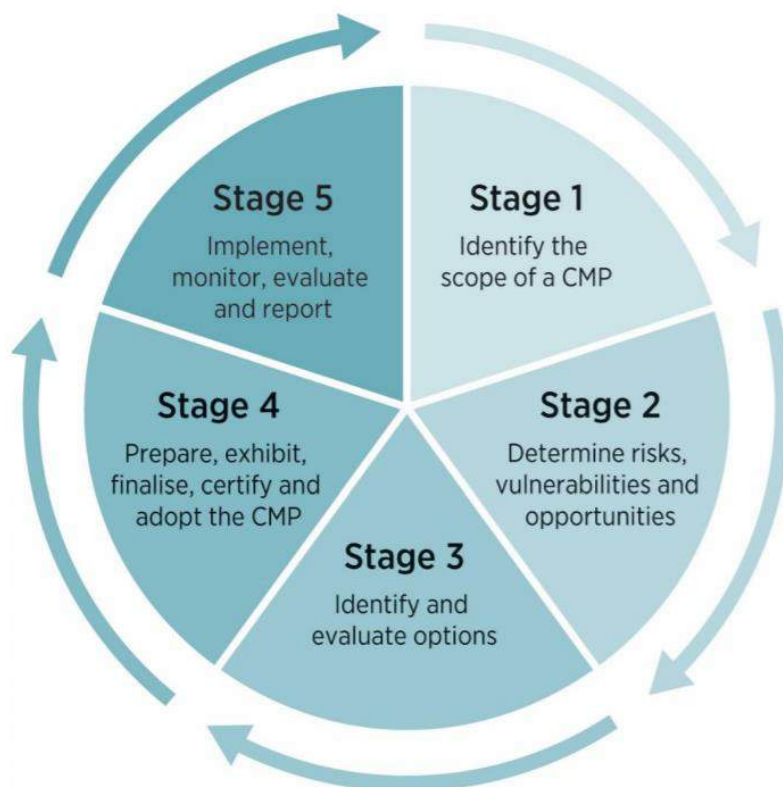 Stage 1
Identify the
scope of a CMP
Stage 2
Determine risks,
vulnerabilities and
opportunities
Stage 3
Identify and
evaluate options
Stage 4
Prepare, exhibit,
finalise, certify and
adopt the CMP
Stage 5
Implement,
monitor, evaluate
and report